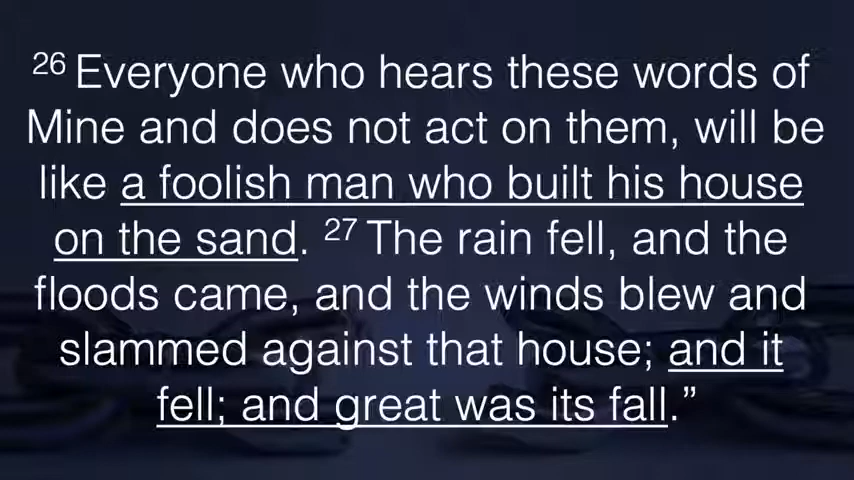 26 Everyone who hears these words of
Mine and does not act on them, will be
like a foolish man who built his house
on the sand. 27 The rain fell, and the
floods came, and the winds blew and
slammed against that house; and it
fell; and great was its fall.”